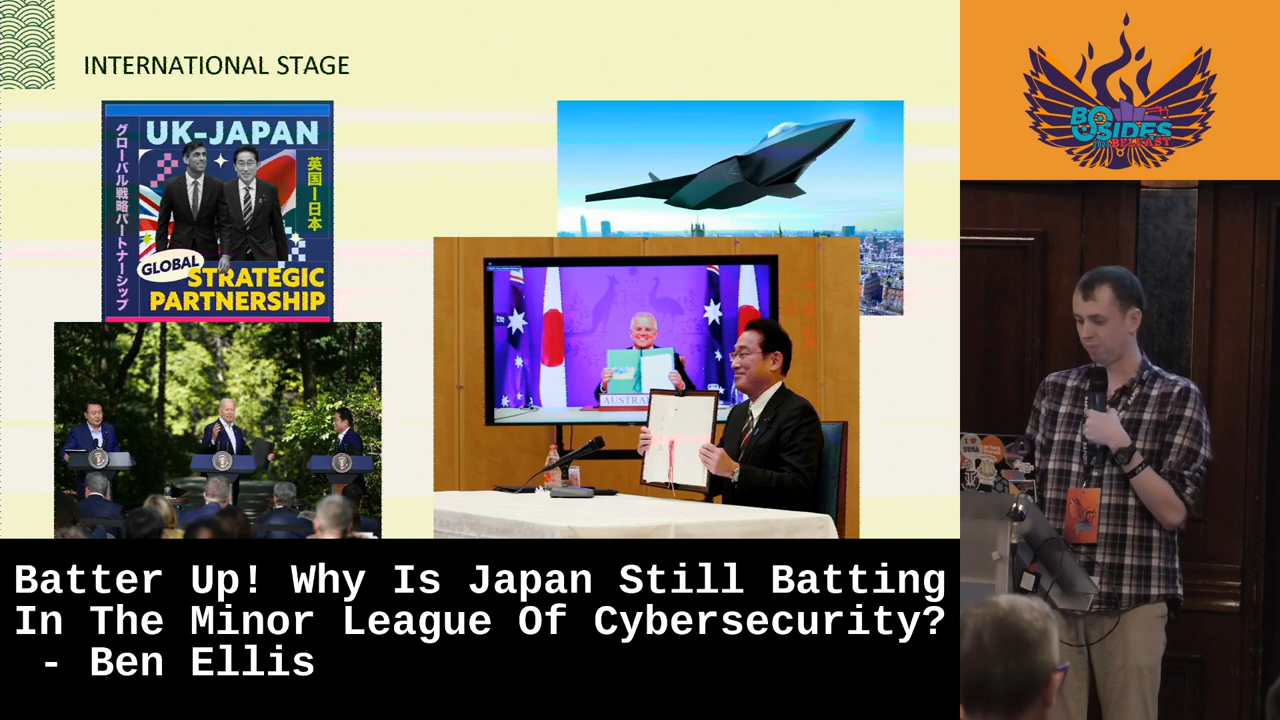 INTERNATIONAL STAGE
UK-JAPAN
グローバル戦略パートナーシップ
英国ー日本
GLOBAL
STRATEGIC
PARTNERSHIP
AUSTRA
BSIDES
BELFAST
Batter Up! Why Is Japan Still Batting
In The Minor League Of Cybersecurity?
- Ben Ellis